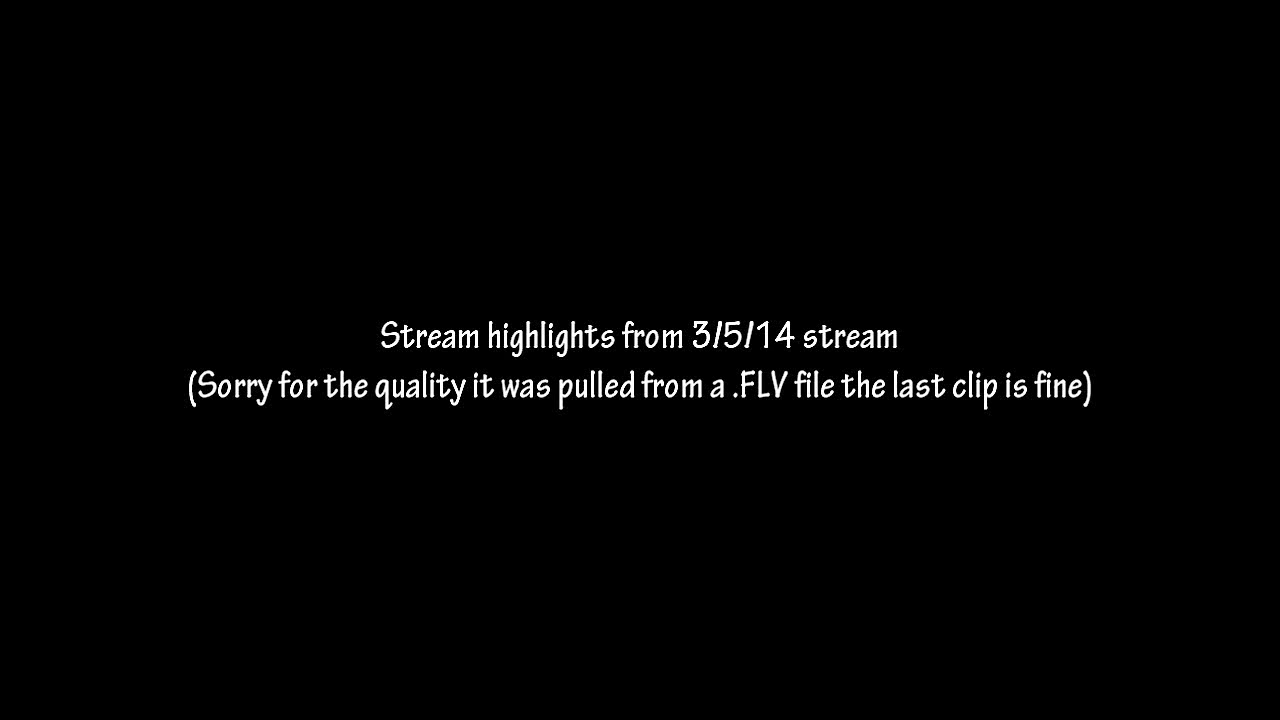 Stream highlights from 3/5/14 stream
(Sorry for the quality it was pulled from a .FLV file the last clip is fine)